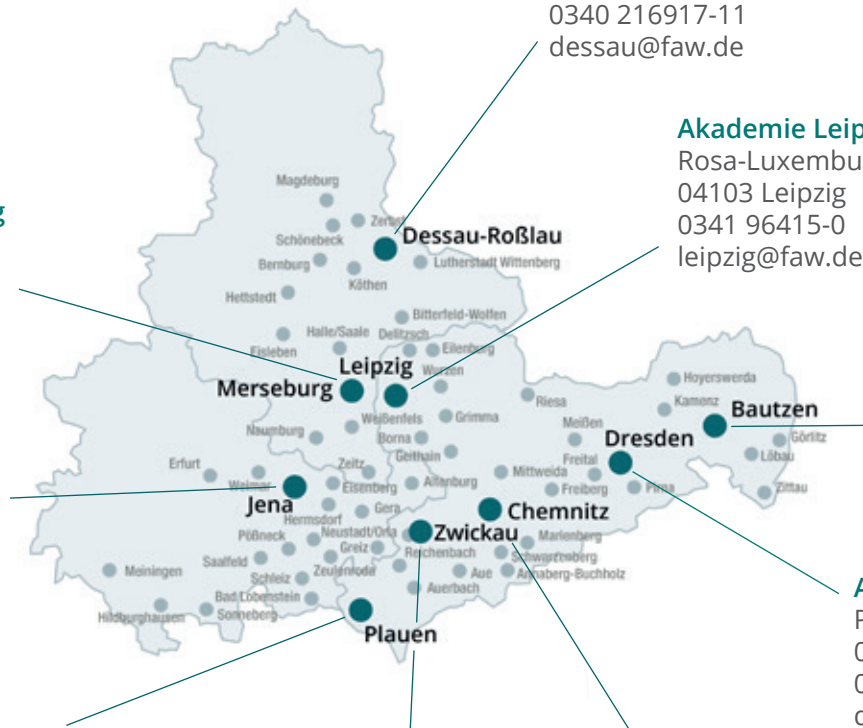 0340 216917-11
dessau@faw.de
Akademie Leip
Rosa-Luxembu
04103 Leipzig
0341 96415-0
leipzig@faw.de
g
Magdeburg
Zerbst
Schönebeck
Dessau-Roßlau
Bernburg
Lutherstadt Wittenberg
Köthen
Hettstedt
Bitterfeld-Wolfen
Halle/Saale
Delitzsch
Eisleben
Eilenburg
Leipzig
Wurzen
Merseburg
Hoyerswerda
Riesa
Kamenz
Bautzen
Weißenfels
Grimma
Meißen
Naumburg
Borna
Dresden
Görlitz
Geithain
Löbau
Erfurt
Zeitz
Freital
Weimar
Eisenberg
Altenburg
Mittweida
Freiberg
Pirna
Zittau
Jena
Hermsdorf
Gera
Chemnitz
Pößneck
Neustadt/Orla
Zwickau
Marienberg
Greiz
Reichenbach
Schwarzenberg
Saalfeld
Zeulenroda
Meiningen
Schleiz
Aue
Annaberg-Buchholz
Auerbach
Bad Lobenstein
Hildburghausen
Sonneberg
Plauen
A